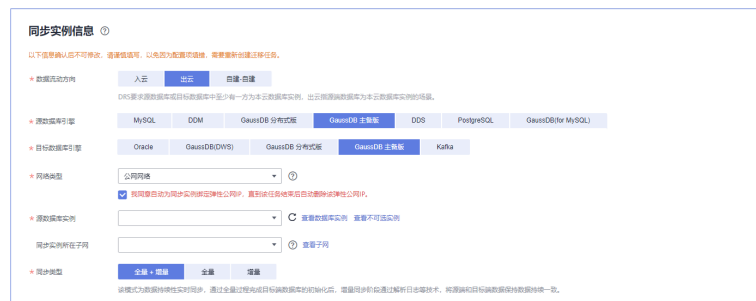 同步实例信息 ?
以下信息确认后不可修改，请谨慎填写，以免因为配置项填错，需要重新创建迁移任务。
* 数据流动方向 入云 出云 自建-自建
DRS要求源数据库或目标数据库中至少有一方为本云数据库实例，出云指源端数据库为本云数据库实例的场景。
* 源数据库引擎 MySQL DDM GaussDB 分布式版 GaussDB 主备版 DDS PostgreSQL GaussDB(for MySQL)
* 目标数据库引擎 Oracle GaussDB(DWS) GaussDB 分布式版 GaussDB 主备版 Kafka
* 网络类型 公网网络 ?
我同意自动为同步实例绑定弹性公网IP，直到该任务结束后自动删除该弹性公网IP。
* 源数据库实例 C 查看数据库实例 查看不可选实例
同步实例所在子网 ? 查看子网
* 同步类型 全量 + 增量 全量 增量
该模式为数据持续性实时同步，通过全量过程完成目标端数据库的初始化后，增量同步阶段通过解析日志等技术，将源端和目标端数据保持数据持续一致。